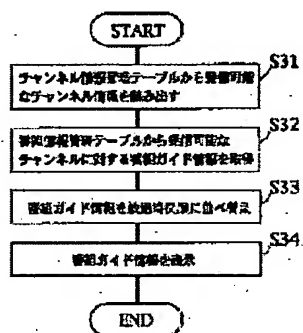 START
S31
チャンネル情報管理テーブルから受信可能
なチャンネル情報を読み出す
S32
番組情報管理テーブルから受信可能な
チャンネルに対する番組ガイド情報を取得
S33
番組ガイド情報を放送時刻順に並べ替え
S34
番組ガイド情報を表示
END